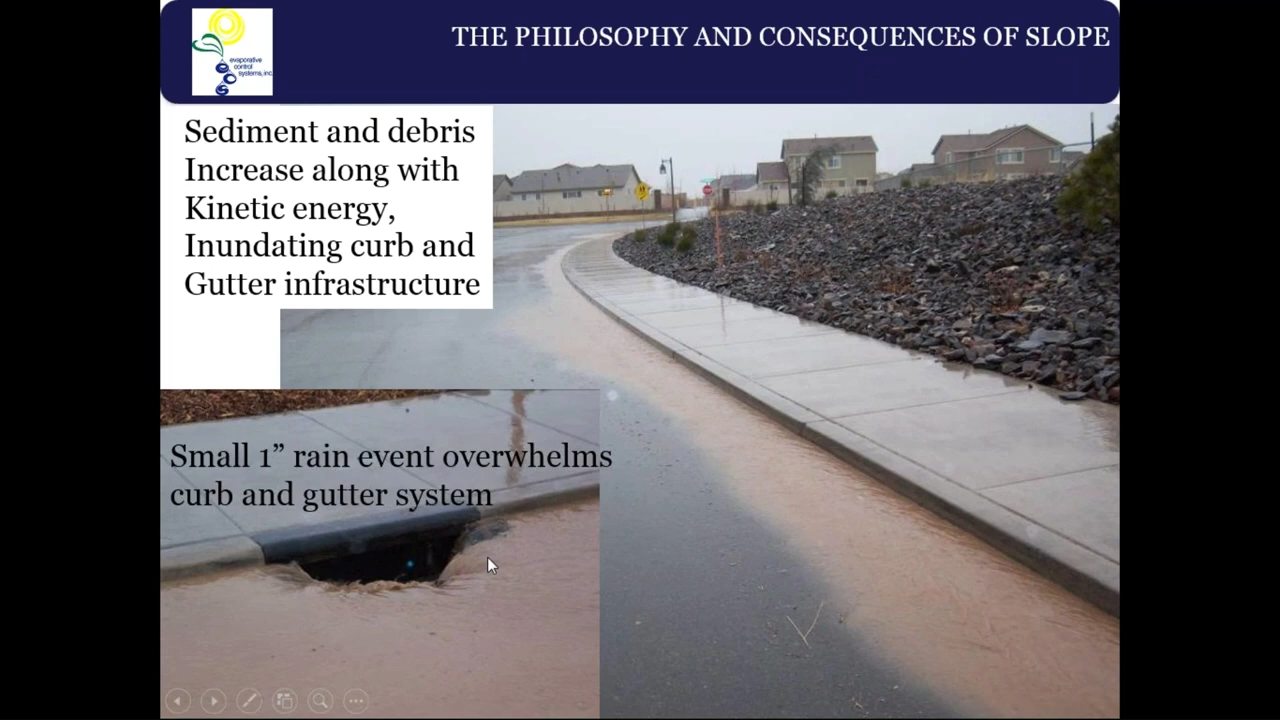 THE PHILOSOPHY AND CONSEQUENCES OF SLOPE
evaporative
control
systems, inc.
Sediment and debris
Increase along with
Kinetic energy,
Inundating curb and
Gutter infrastructure
Small 1” rain event overwhelms
curb and gutter system